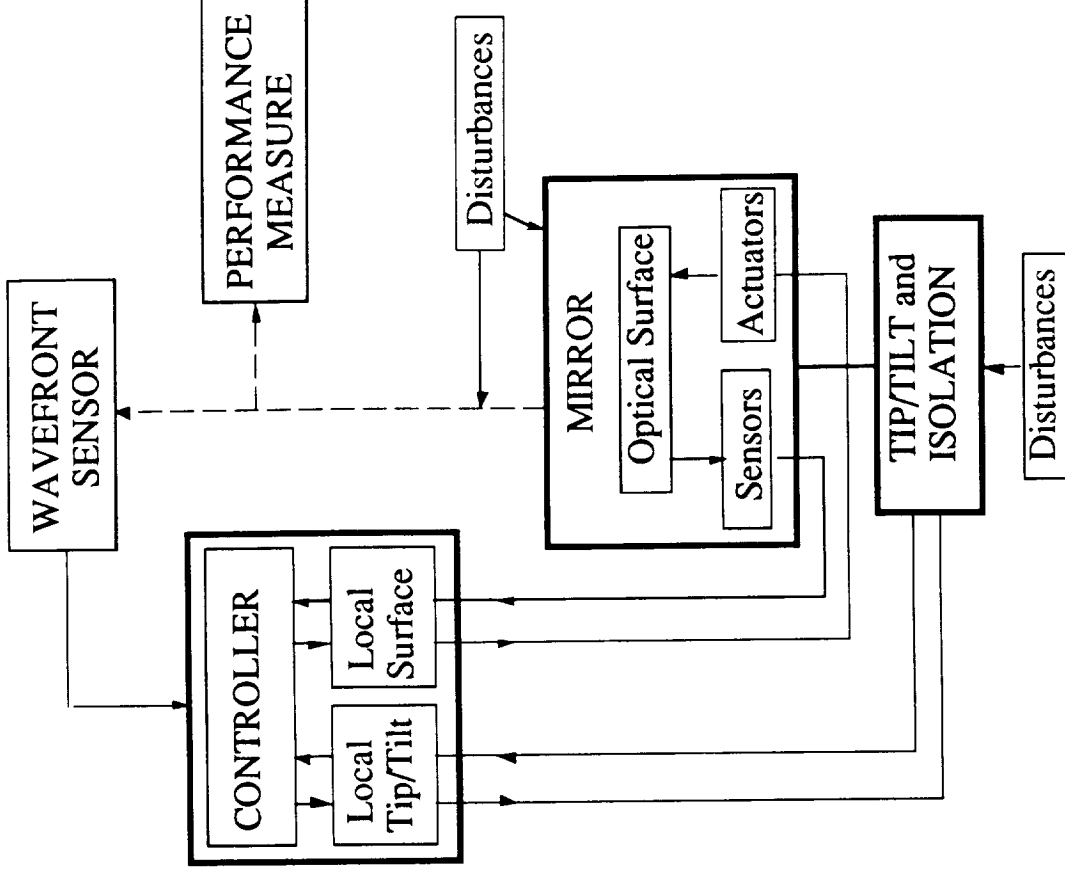 WAVEFRONT
SENSOR
PERFORMANCE
MEASURE
CONTROLLER
Local
Tip/Tilt
Local
Surface
Disturbances
MIRROR
Optical Surface
Sensors
Actuators
TIP/TILT and
ISOLATION
Disturbances